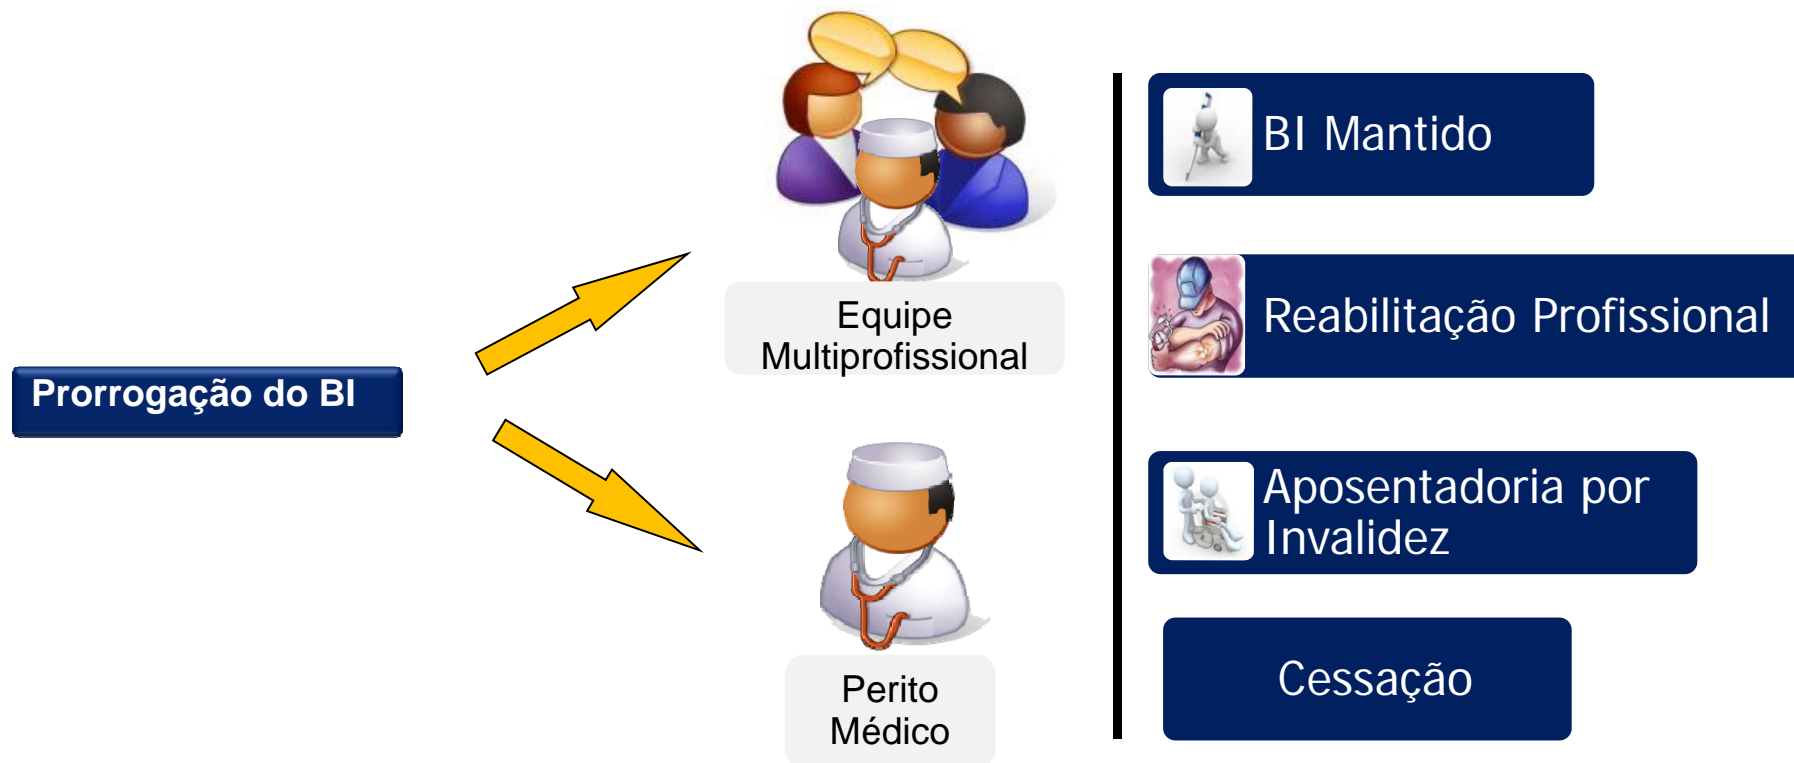 Prorrogação do BI
Equipe
Multiprofissional
Perito
Médico
BI Mantido
Reabilitação Profissional
Aposentadoria por
Invalidez
Cessação